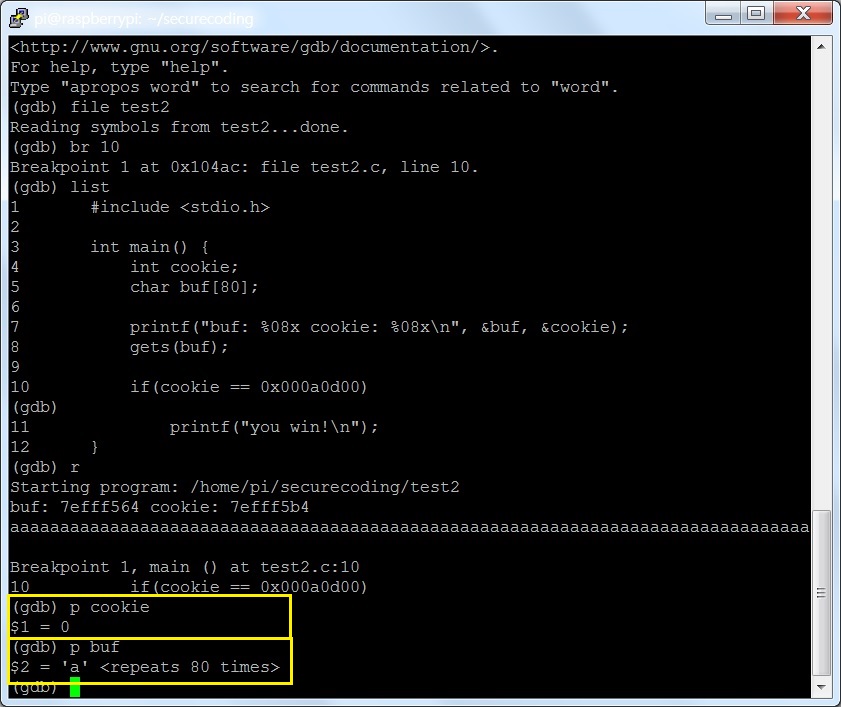 pi@raspberrypi: ~/securecoding
<http://www.gnu.org/software/gdb/documentation/>.
For help, type "help".
Type "apropos word" to search for commands related to "word".
(gdb) file test2
Reading symbols from test2...done.
(gdb) br 10
Breakpoint 1 at 0x104ac: file test2.c, line 10.
(gdb) list
1       #include <stdio.h>
2
3       int main() {
4           int cookie;
5           char buf[80];
6
7           printf("buf: %08x cookie: %08x\n", &buf, &cookie);
8           gets(buf);
9
10          if(cookie == 0x000a0d00)
(gdb)
11              printf("you win!\n");
12      }
(gdb) r
Starting program: /home/pi/securecoding/test2
buf: 7efff564 cookie: 7efff5b4
aaaaaaaaaaaaaaaaaaaaaaaaaaaaaaaaaaaaaaaaaaaaaaaaaaaaaaaaaaaaaaaaaaaaaaaaaaaaaaaa
Breakpoint 1, main () at test2.c:10
10          if(cookie == 0x000a0d00)
(gdb) p cookie
$1 = 0
(gdb) p buf
$2 = 'a' <repeats 80 times>
(gdb)